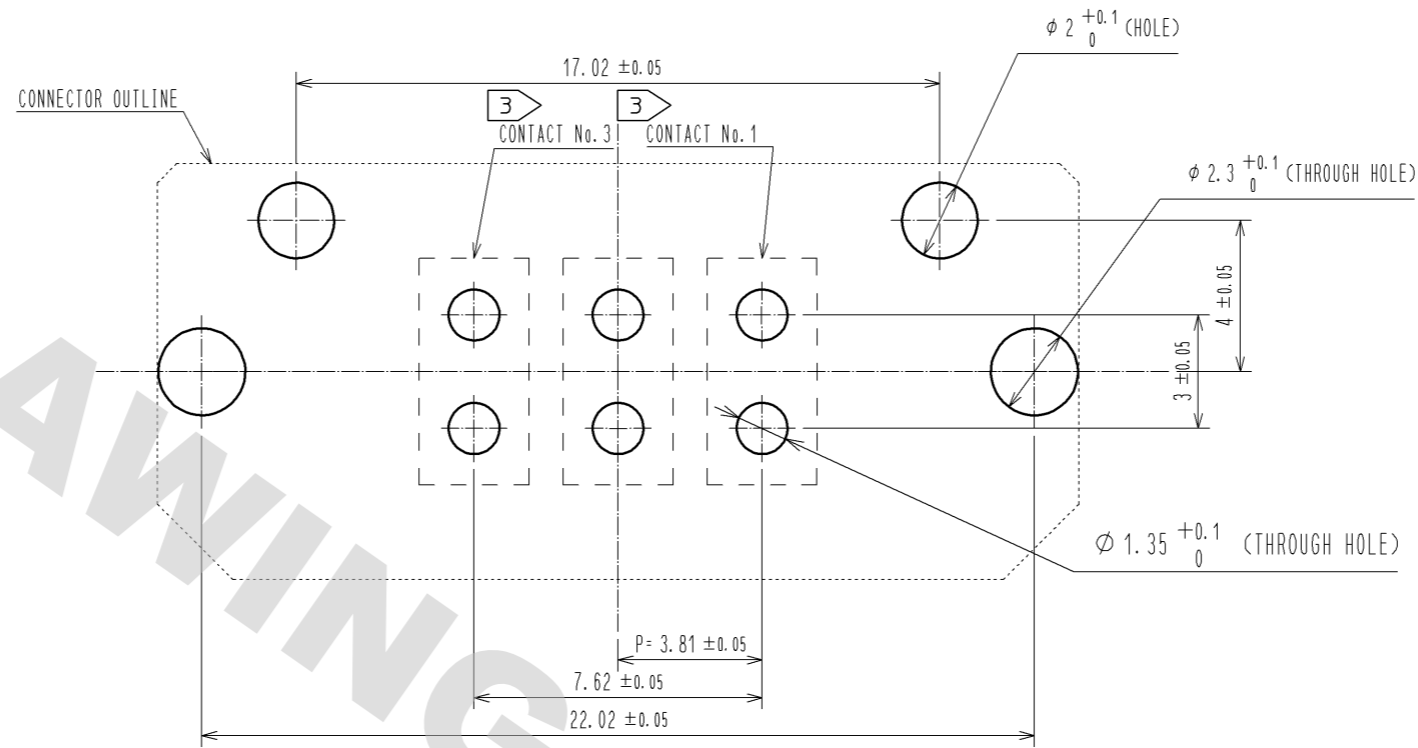 φ 2 +0.1 0 (HOLE)
17.02 ±0.05
CONNECTOR OUTLINE
3
3
CONTACT No.3
CONTACT No.1
φ 2.3 +0.1 0 (THROUGH HOLE)
4 ±0.05
3 ±0.05
∅ 1.35 +0.1 0 (THROUGH HOLE)
P= 3.81 ±0.05
7.62 ±0.05
22.02 ±0.05
AWING